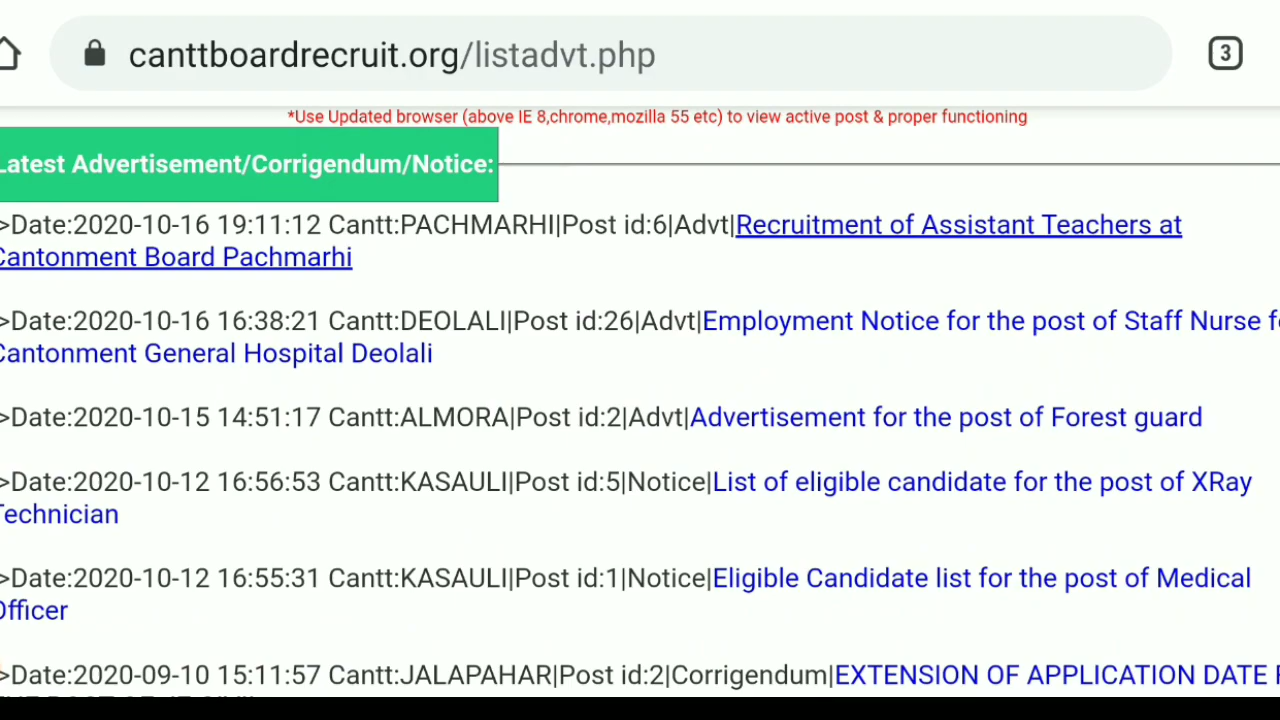 canttboardrecruit.org/listadvt.php
3
*Use Updated browser (above IE 8,chrome,mozilla 55 etc) to view active post & proper functioning
Latest Advertisement/Corrigendum/Notice:
>Date:2020-10-16 19:11:12 Cantt:PACHMARHI|Post id:6|Advt|Recruitment of Assistant Teachers at
Cantonment Board Pachmarhi
>Date:2020-10-16 16:38:21 Cantt:DEOLALI|Post id:26|Advt|Employment Notice for the post of Staff Nurse
Cantonment General Hospital Deolali
>Date:2020-10-15 14:51:17 Cantt:ALMORA|Post id:2|Advt|Advertisement for the post of Forest guard
>Date:2020-10-12 16:56:53 Cantt:KASAULI|Post id:5|Notice|List of eligible candidate for the post of XRay
Technician
>Date:2020-10-12 16:55:31 Cantt:KASAULI|Post id:1|Notice|Eligible Candidate list for the post of Medical
Officer
>Date:2020-09-10 15:11:57 Cantt:JALAPAHAR|Post id:2|Corrigendum|EXTENSION OF APPLICATION DATE